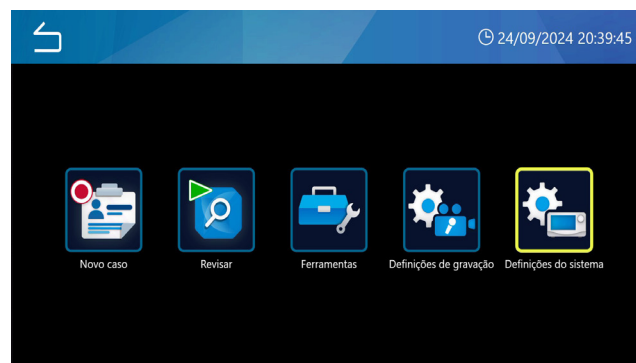 24/09/2024 20:39:45
Novo caso
Revisar
Ferramentas
Definições de gravação
Definições do sistema